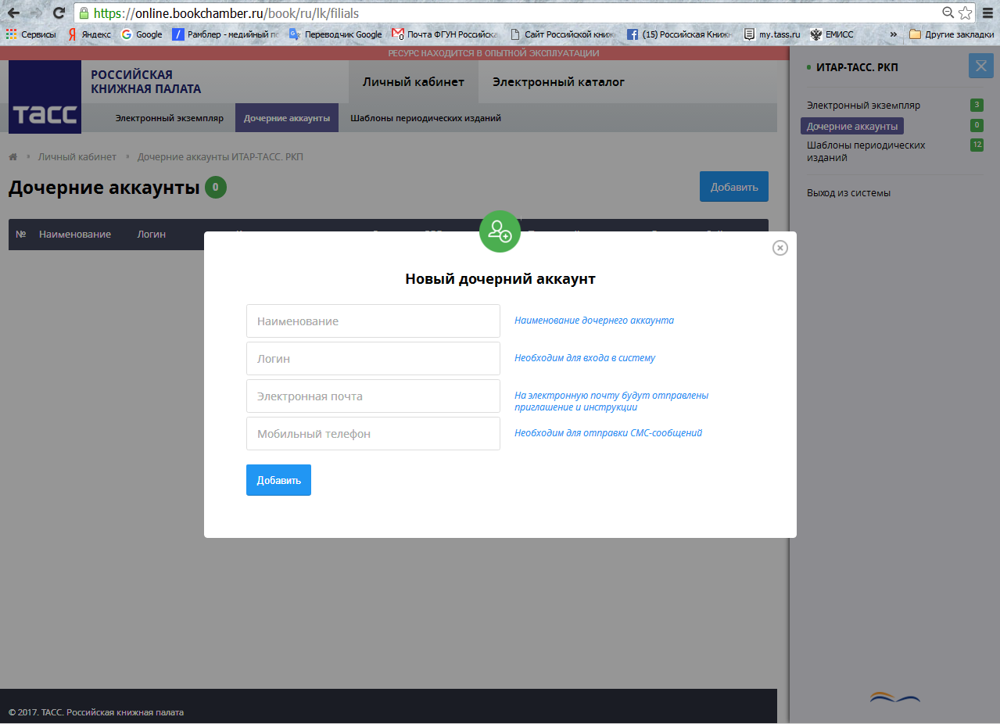 https://online.bookchamber.ru/book/ru/lk/filials
Сервисы
Яндекс
Google
Рамблер - медийный по
Переводчик Google
Почта ФГУН Российска
Сайт Российской книж
(15) Российская Книжн
my.tass.ru
ЕМИСС
»
Другие закладки
РЕСУРС НАХОДИТСЯ В ОПЫТНОЙ ЭКСПЛУАТАЦИИ
ТАСС
РОССИЙСКАЯ
КНИЖНАЯ ПАЛАТА
Личный кабинет
Электронный каталог
Электронный экземпляр
Дочерние аккаунты
Шаблоны периодических изданий
Личный кабинет
Дочерние аккаунты ИТАР-ТАСС. РКП
Дочерние аккаунты 0
Добавить
№
Наименование
Логин
Новый дочерний аккаунт
Наименование
Наименование дочернего аккаунта
Логин
Необходим для входа в систему
Электронная почта
На электронную почту будут отправлены
приглашение и инструкции
Мобильный телефон
Необходим для отправки СМС-сообщений
Добавить
ИТАР-ТАСС. РКП
Электронный экземпляр 3
Дочерние аккаунты 0
Шаблоны периодических 12
изданий
Выход из системы
© 2017. ТАСС. Российская книжная палата